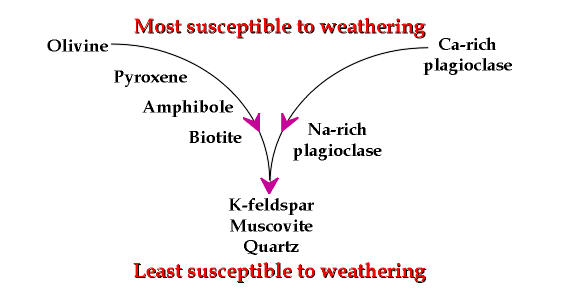 Most susceptible to weathering
Olivine
Ca-rich
plagioclase
Pyroxene
Amphibole
Biotite
Na-rich
plagioclase
K-feldspar
Muscovite
Quartz
Least susceptible to weathering